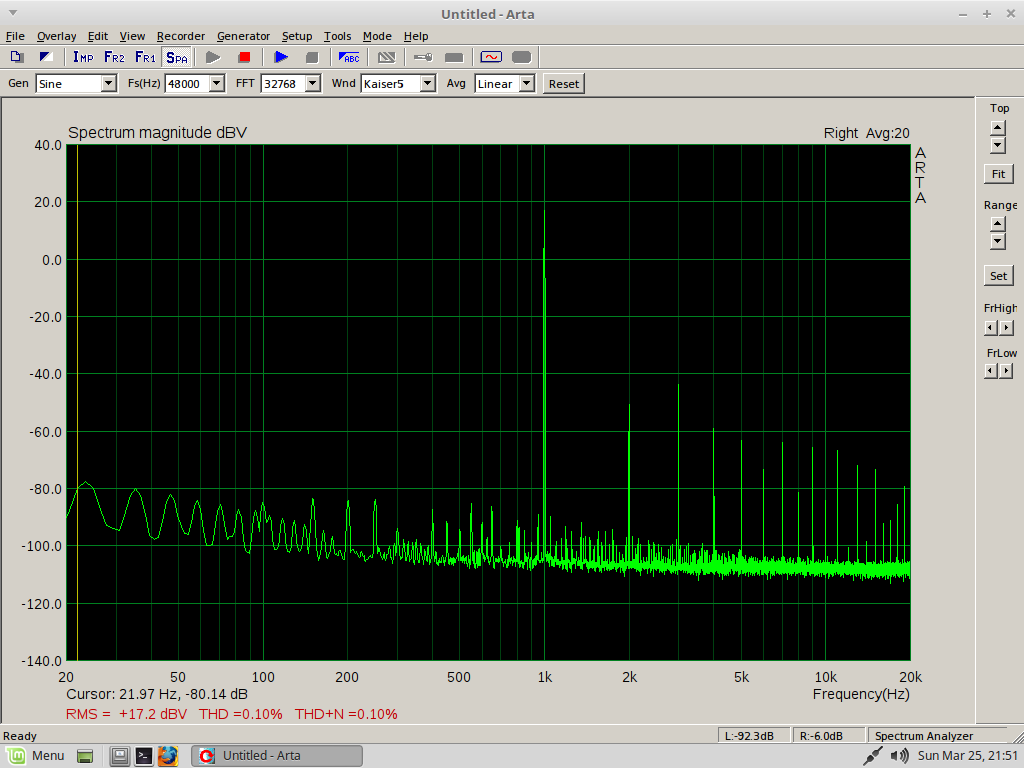 Untitled - Arta
File Overlay Edit View Recorder Generator Setup Tools Mode Help
IMP FR2 FR1 SPA ABC
Gen Sine Fs(Hz) 48000 FFT 32768 Wnd Kaiser5 Avg Linear Reset
Top
Spectrum magnitude dBV Right Avg:20
40.0
A
R
T
A
Fit
20.0
Range
0.0
Set
-20.0
FrHigh
FrLow
-40.0
-60.0
-80.0
-100.0
-120.0
-140.0
20 50 100 200 500 1k 2k 5k 10k 20k
Cursor: 21.97 Hz, -80.14 dB Frequency(Hz)
RMS = +17.2 dBV THD =0.10% THD+N =0.10%
Ready L:-92.3dB R:-6.0dB Spectrum Analyzer
Menu Untitled - Arta Sun Mar 25, 21:51